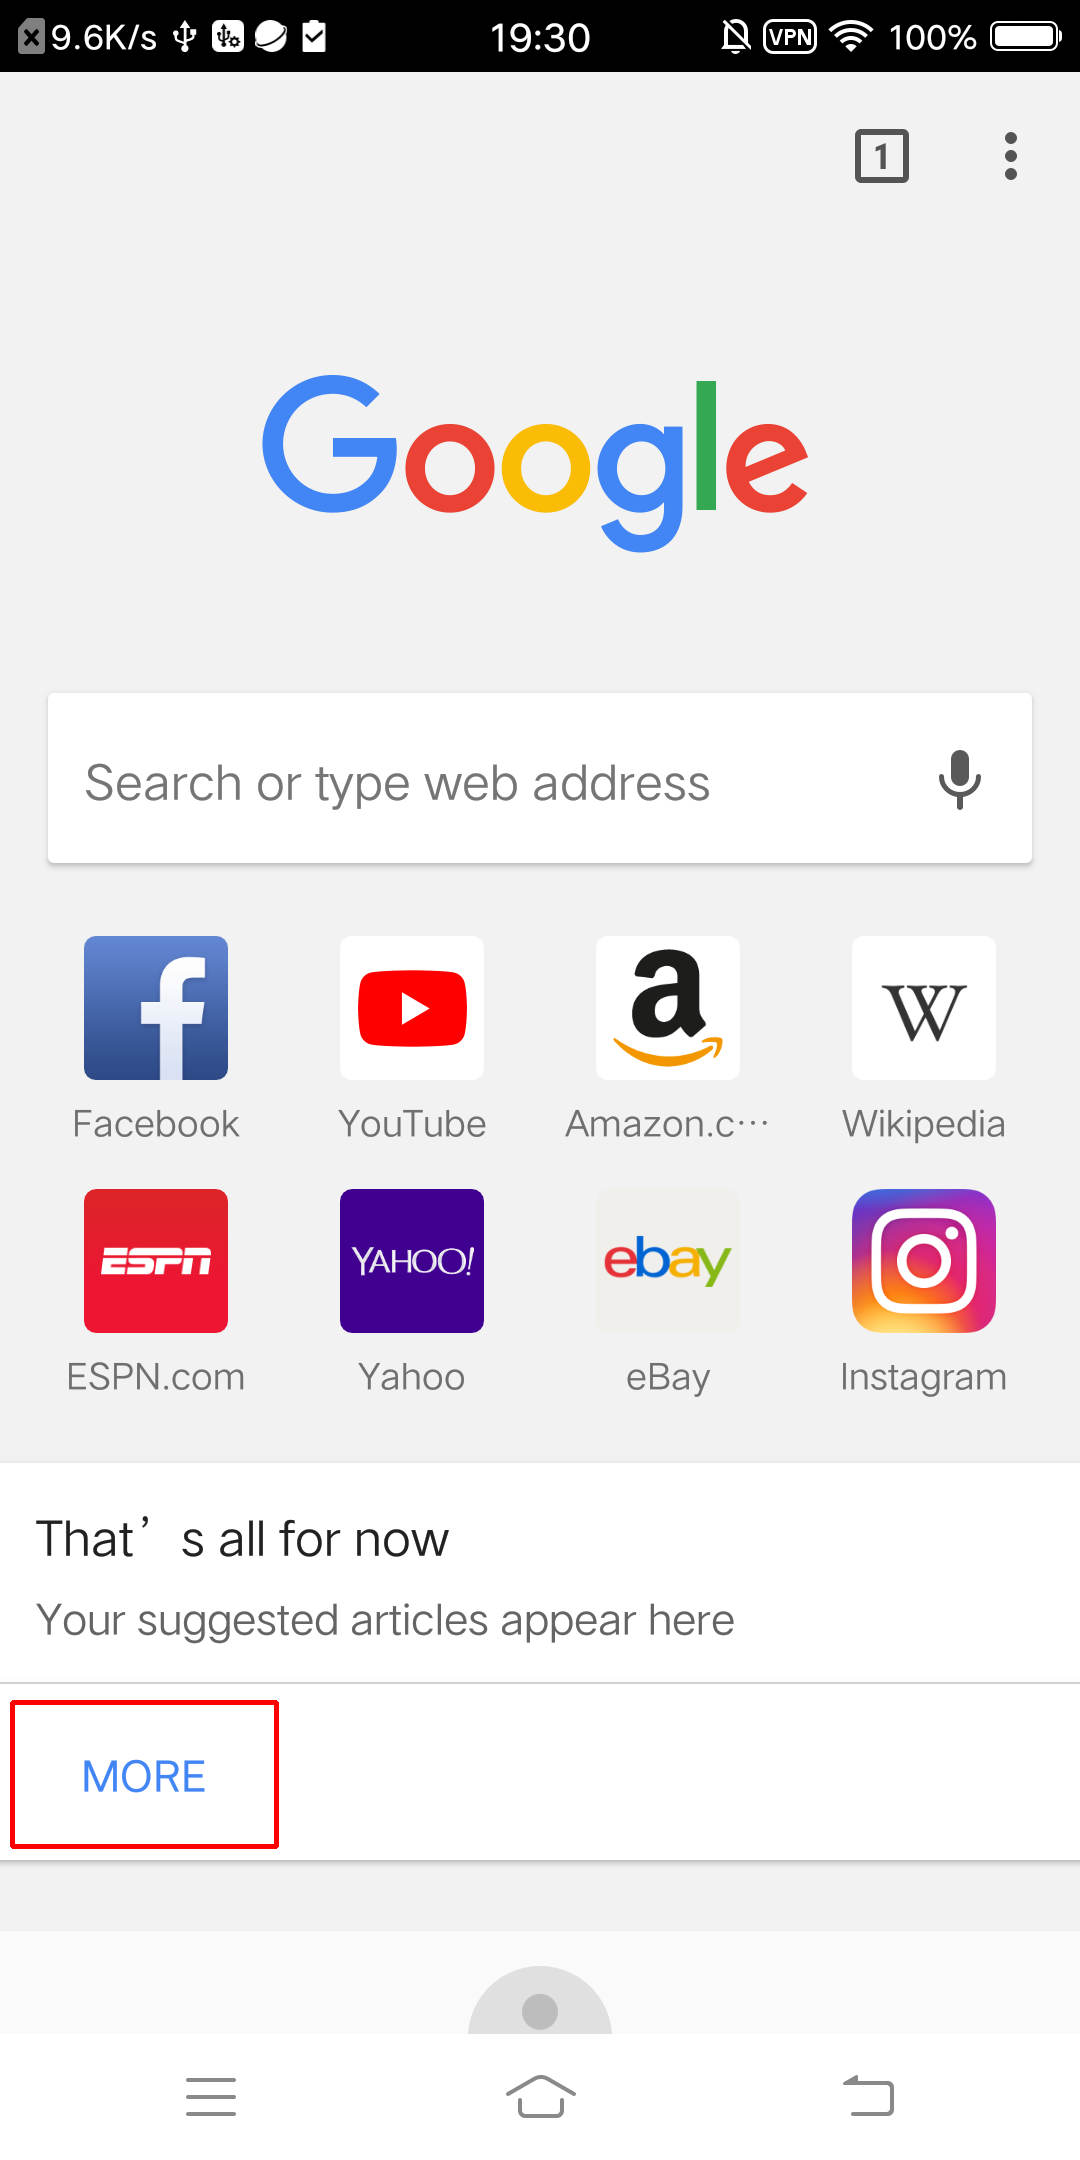 9.6K/s 19:30 VPN 100%
1
Google
Search or type web address
Facebook YouTube Amazon.c… Wikipedia
ESPN YAHOO! ebay
ESPN.com Yahoo eBay Instagram
That’s all for now
Your suggested articles appear here
MORE